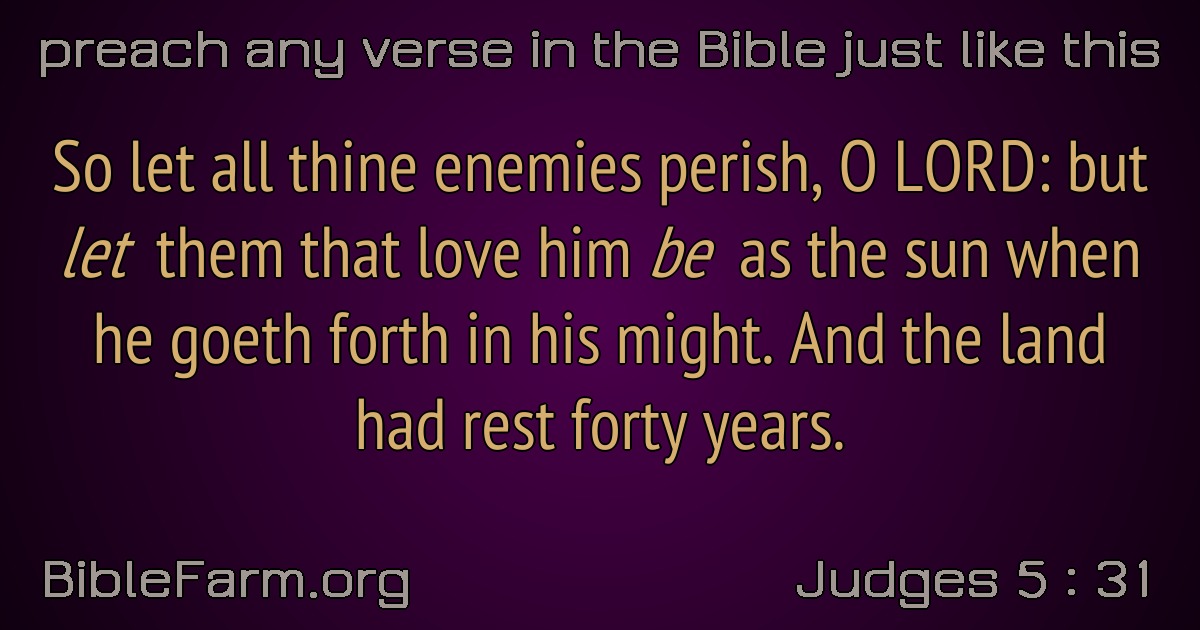 preach any verse in the Bible just like this
So let all thine enemies perish, O LORD: but
let them that love him be as the sun when
he goeth forth in his might. And the land
had rest forty years.
BibleFarm.org
Judges 5 : 31